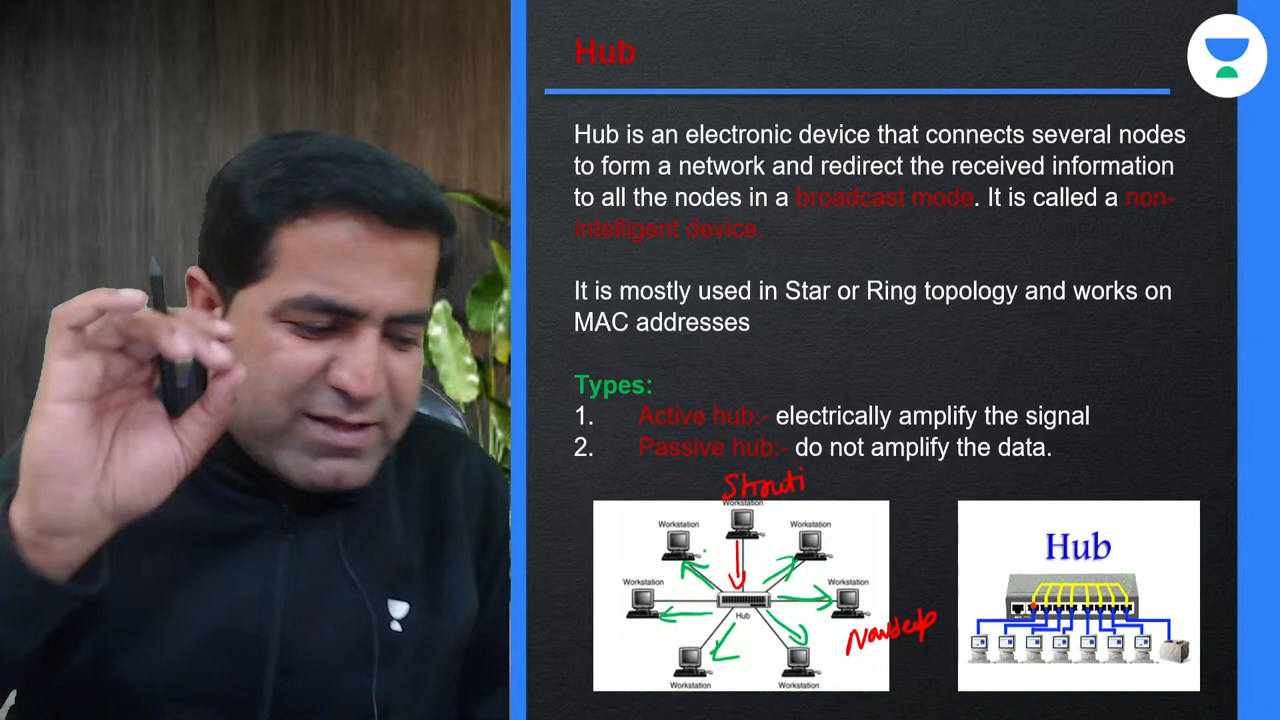 Hub
Hub is an electronic device that connects several nodes
to form a network and redirect the received information
to all the nodes in a broadcast mode. It is called a non-
intelligent device.
It is mostly used in Star or Ring topology and works on
MAC addresses
Types:
1. Active hub:- electrically amplify the signal
2. Passive hub:- do not amplify the data.
Workstation
Workstation
Workstation
Workstation
Workstation
Hub
Navdeep
Workstation
Workstation
Hub